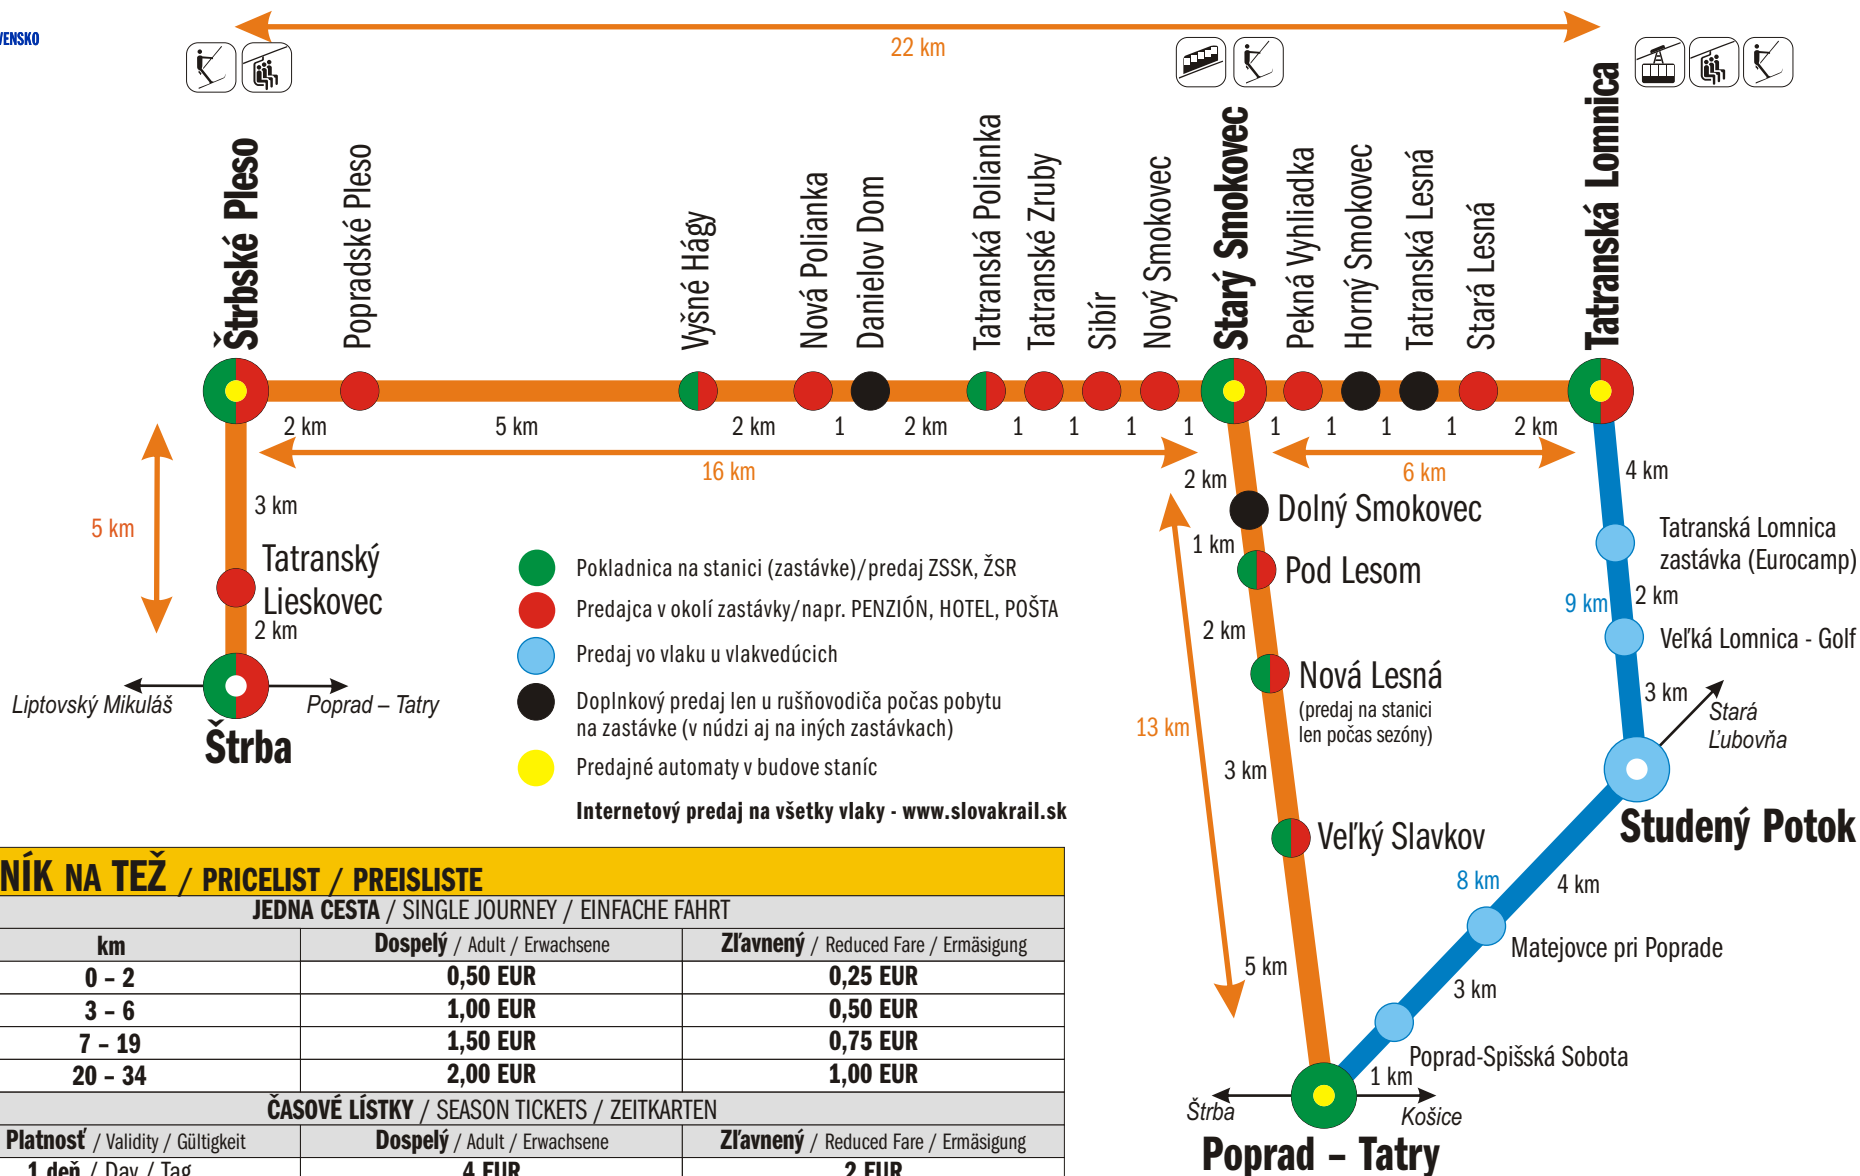 22 km
Štrbské Pleso
Popradské Pleso
Vyšné Hágy
Nová Polianka
Danielov Dom
Tatranská Polianka
Tatranské Zruby
Sibír
Nový Smokovec
Starý Smokovec
Pekná Vyhliadka
Horný Smokovec
Tatranská Lesná
Stará Lesná
Tatranská Lomnica
2 km 5 km 2 km 1 2 km 1 1 1 1 1 1 1 1 2 km
16 km
6 km
5 km
3 km
Tatranský
Lieskovec
2 km
Liptovský Mikuláš
Poprad – Tatry
Štrba
Pokladnica na stanici (zastávke)/predaj ZSSK, ŽSR
Predajca v okolí zastávky/napr. PENZIÓN, HOTEL, POŠTA
Predaj vo vlaku u vlakvedúcich
Doplnkový predaj len u rušňovodiča počas pobytu
na zastávke (v núdzi aj na iných zastávkach)
Predajné automaty v budove staníc
Internetový predaj na všetky vlaky - www.slovakrail.sk
2 km
Dolný Smokovec
1 km
Pod Lesom
2 km
Nová Lesná
(predaj na stanici
len počas sezóny)
13 km
3 km
Veľký Slavkov
5 km
4 km
Tatranská Lomnica
zastávka (Eurocamp)
9 km
2 km
Veľká Lomnica - Golf
3 km
Stará
Ľubovňa
Studený Potok
8 km
4 km
Matejovce pri Poprade
3 km
Poprad-Spišská Sobota
1 km
Štrba
Košice
Poprad – Tatry
NA TEŽ / PRICELIST / PREISLISTE
JEDNA CESTA / SINGLE JOURNEY / EINFACHE FAHRT
km Dospelý / Adult / Erwachsene Zľavnený / Reduced Fare / Ermäsigung
0 – 2 0,50 EUR 0,25 EUR
3 – 6 1,00 EUR 0,50 EUR
7 – 19 1,50 EUR 0,75 EUR
20 – 34 2,00 EUR 1,00 EUR
ČASOVÉ LÍSTKY / SEASON TICKETS / ZEITKARTEN
Platnosť / Validity / Gültigkeit Dospelý / Adult / Erwachsene Zľavnený / Reduced Fare / Ermäsigung
1 deň / Day / Tag 4 EUR 2 EUR